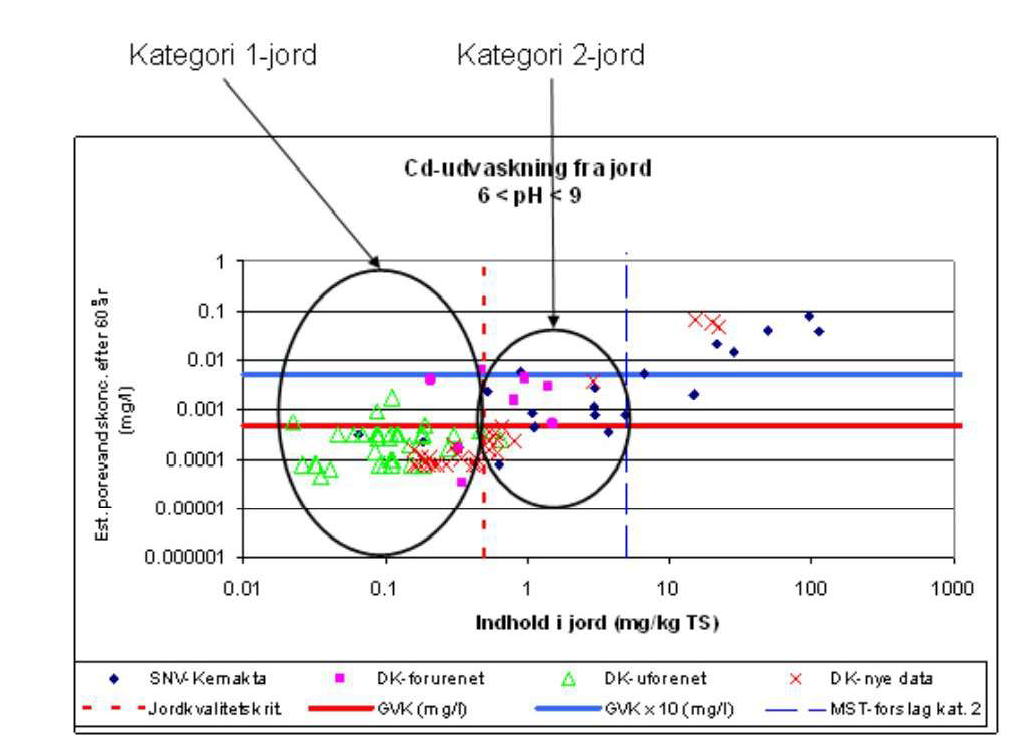 Kategori 1-jord
Kategori 2-jord
Cd-udvaskning fra jord
6 < pH < 9
Est. porevandskonc. efter 60 år
(mg/l)
1
0.1
0.01
0.001
0.0001
0.00001
0.000001
0.01 0.1 1 10 100 1000
Indhold i jord (mg/kg TS)
SNV-Kemakta DK-forurenet DK-uforenet DK-nye data
Jordkvalitetskrit. GVK (mg/l) GVK x 10 (mg/l) MST-forslag kat. 2